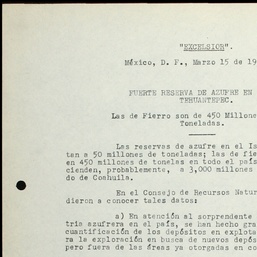 "EXCELSIOR".
México, D. F., Marzo 15 de 19
FUERTE RESERVA DE AZUFRE EN
TEHUANTEPEC.
Las de Fierro son de 450 Millone
Toneladas.
Las reservas de azufre en el Is
tan a 50 millones de toneladas; las de fie
en 450 millones de tonelas en todo el país
cienden, probablemente, a 3,000 millones
do de Coahuila.
En el Consejo de Recursos Natur
dieron a conocer tales datos:
a) En atención al sorprendente
tria azufrera en el país, se han hecho gra
cuantificación de los depósitos en explota
ra la exploración en busca de nuevos depós
pero fuera de las áreas ya otorgadas en co